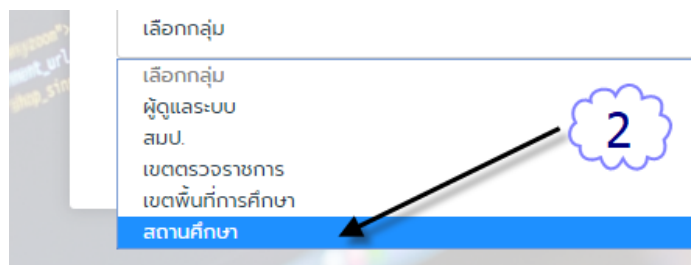 เลือกกลุ่ม
เลือกกลุ่ม
ผู้ดูแลระบบ
สมป.
เขตตรวจราชการ
2
เขตพื้นที่การศึกษา
สถานศึกษา